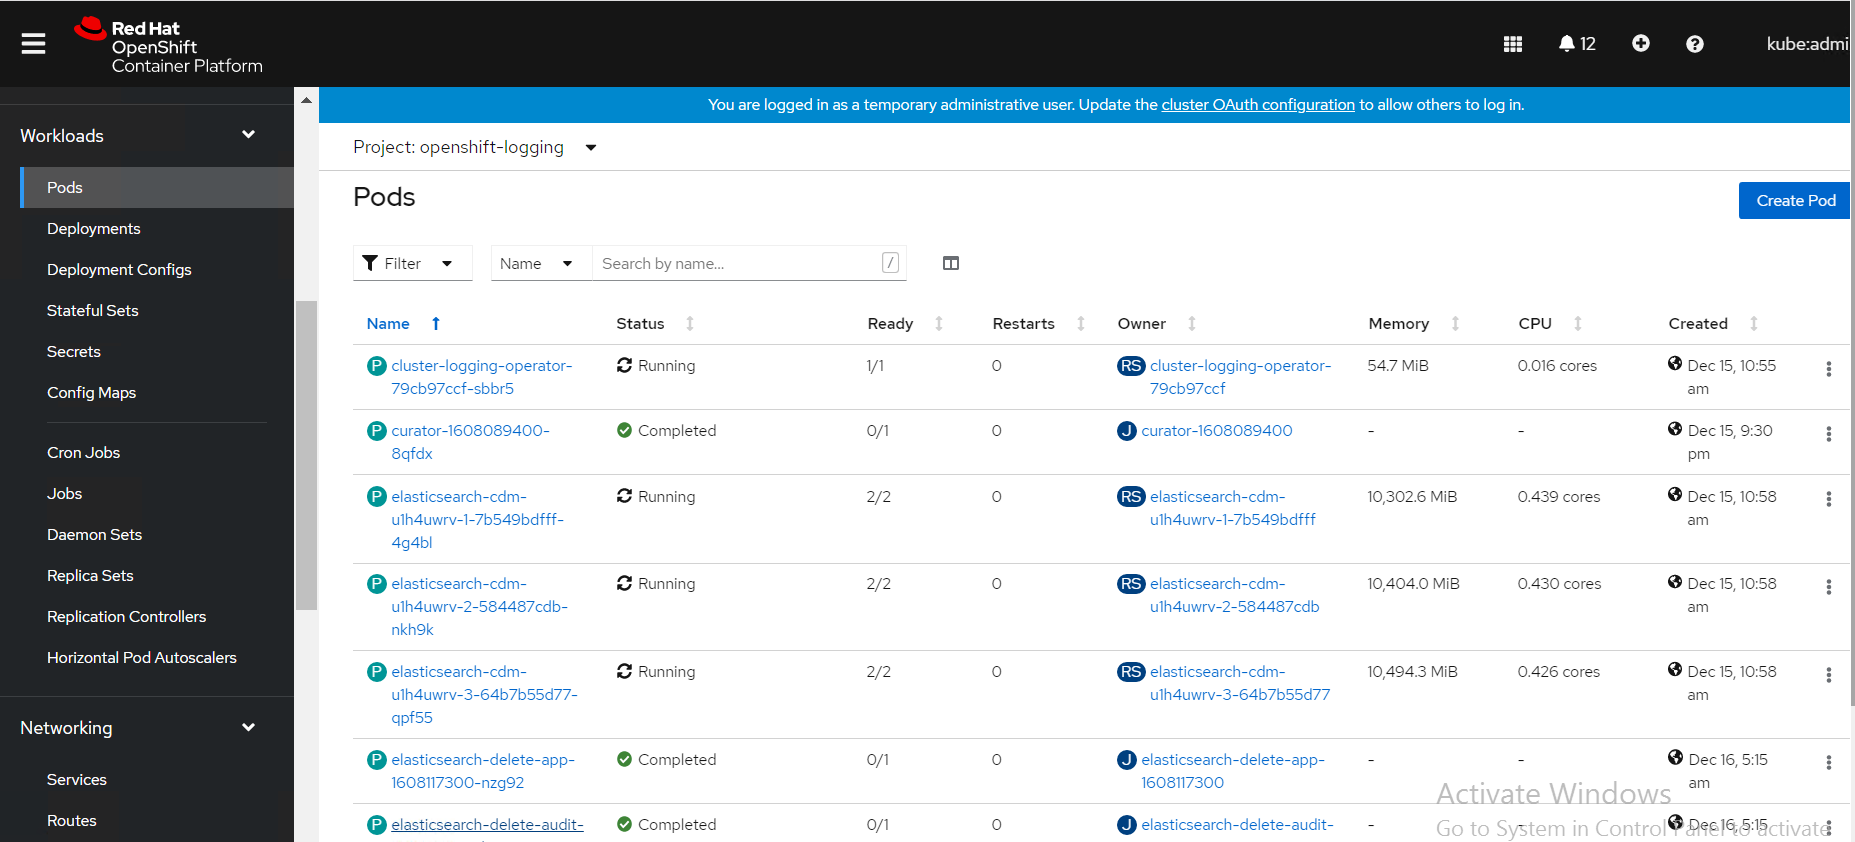 Red Hat
OpenShift
Container Platform
12
kube:admi
Workloads
Pods
Deployments
Deployment Configs
Stateful Sets
Secrets
Config Maps
Cron Jobs
Jobs
Daemon Sets
Replica Sets
Replication Controllers
Horizontal Pod Autoscalers
Networking
Services
Routes
You are logged in as a temporary administrative user. Update the cluster OAuth configuration to allow others to log in.
Project: openshift-logging
Pods
Create Pod
Filter
Name
Search by name...
/
Name Status Ready Restarts Owner Memory CPU Created
P cluster-logging-operator- Running 1/1 0 RS cluster-logging-operator- 54.7 MiB 0.016 cores Dec 15, 10:55
79cb97ccf-sbbr5 79cb97ccf am
P curator-1608089400- Completed 0/1 0 J curator-1608089400 - - Dec 15, 9:30
8qfdx pm
P elasticsearch-cdm- Running 2/2 0 RS elasticsearch-cdm- 10,302.6 MiB 0.439 cores Dec 15, 10:58
u1h4uwrv-1-7b549bdfff- u1h4uwrv-1-7b549bdfff am
4g4bl
P elasticsearch-cdm- Running 2/2 0 RS elasticsearch-cdm- 10,404.0 MiB 0.430 cores Dec 15, 10:58
u1h4uwrv-2-584487cdb- u1h4uwrv-2-584487cdb am
nkh9k
P elasticsearch-cdm- Running 2/2 0 RS elasticsearch-cdm- 10,494.3 MiB 0.426 cores Dec 15, 10:58
u1h4uwrv-3-64b7b55d77- u1h4uwrv-3-64b7b55d77 am
qpf55
P elasticsearch-delete-app- Completed 0/1 0 J elasticsearch-delete-app- - - Dec 16, 5:15
1608117300-nzg92 1608117300 am
P elasticsearch-delete-audit- Completed 0/1 0 J elasticsearch-delete-audit- - - Dec 16, 5:15
Activate Windows
Go to System in Control Panel to activate